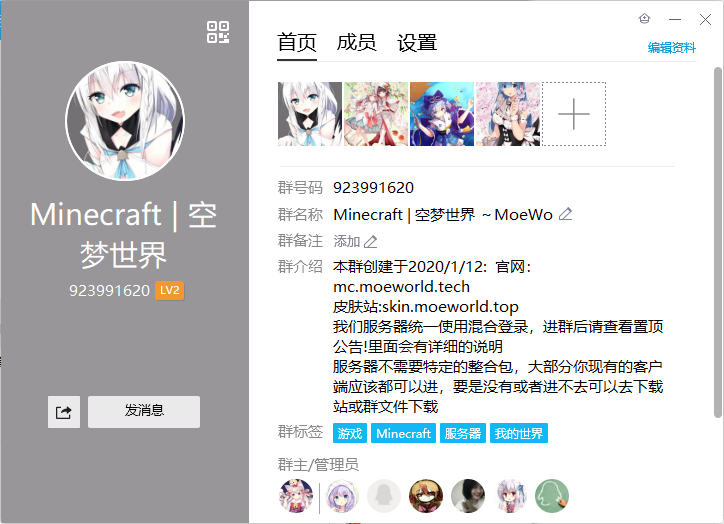 Minecraft | 空
梦世界
923991620 LV2
发消息
首页 成员 设置
编辑资料
群号码 923991620
群名称 Minecraft | 空梦世界 ~ MoeWo
群备注 添加
群介绍 本群创建于2020/1/12：官网：
mc.moeworld.tech
皮肤站:skin.moeworld.top
我们服务器统一使用混合登录，进群后请查看置顶
公告!里面会有详细的说明
服务器不需要特定的整合包，大部分你现有的客户
端应该都可以进，要是没有或者进不去可以去下载
站或群文件下载
群标签 游戏 Minecraft 服务器 我的世界
群主/管理员